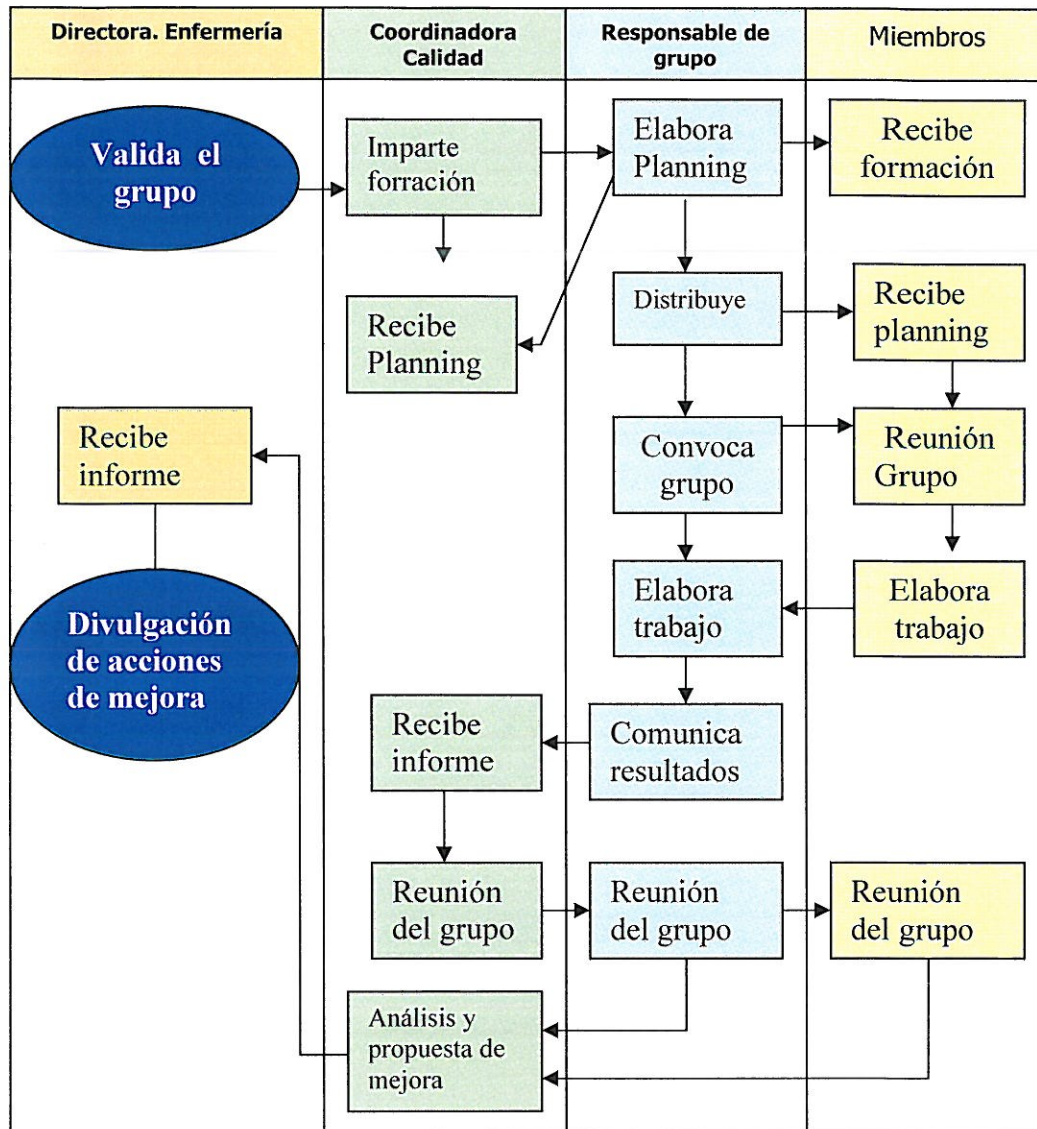 Directora. Enfermería
Coordinadora
Calidad
Responsable de
grupo
Miembros
Valida el
grupo
Imparte
forración
Elabora
Planning
Recibe
formación
Recibe
Planning
Distribuye
Recibe
planning
Recibe
informe
Convoca
grupo
Reunión
Grupo
Divulgación
de acciones
de mejora
Elabora
trabajo
Elabora
trabajo
Recibe
informe
Comunica
resultados
Reunión
del grupo
Reunión
del grupo
Reunión
del grupo
Análisis y
propuesta de
mejora